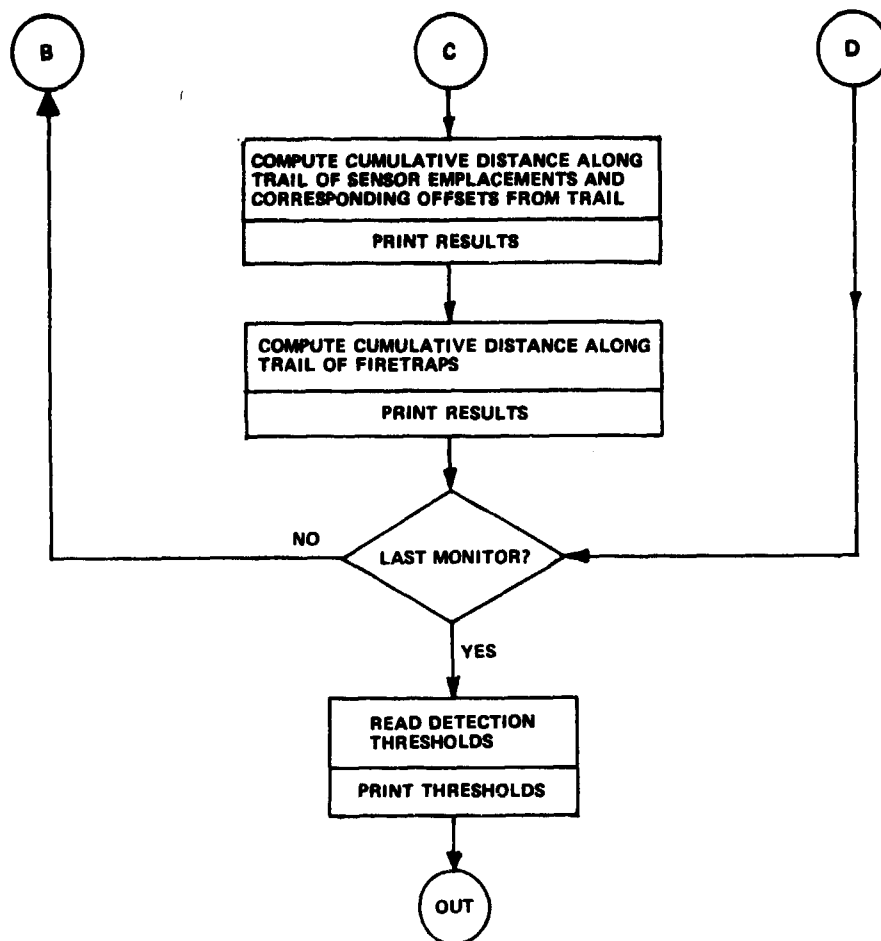 B
C
D
COMPUTE CUMULATIVE DISTANCE ALONG
TRAIL OF SENSOR EMPLACEMENTS AND
CORRESPONDING OFFSETS FROM TRAIL
PRINT RESULTS
COMPUTE CUMULATIVE DISTANCE ALONG
TRAIL OF FIRETRAPS
PRINT RESULTS
NO
LAST MONITOR?
YES
READ DETECTION
THRESHOLDS
PRINT THRESHOLDS
OUT